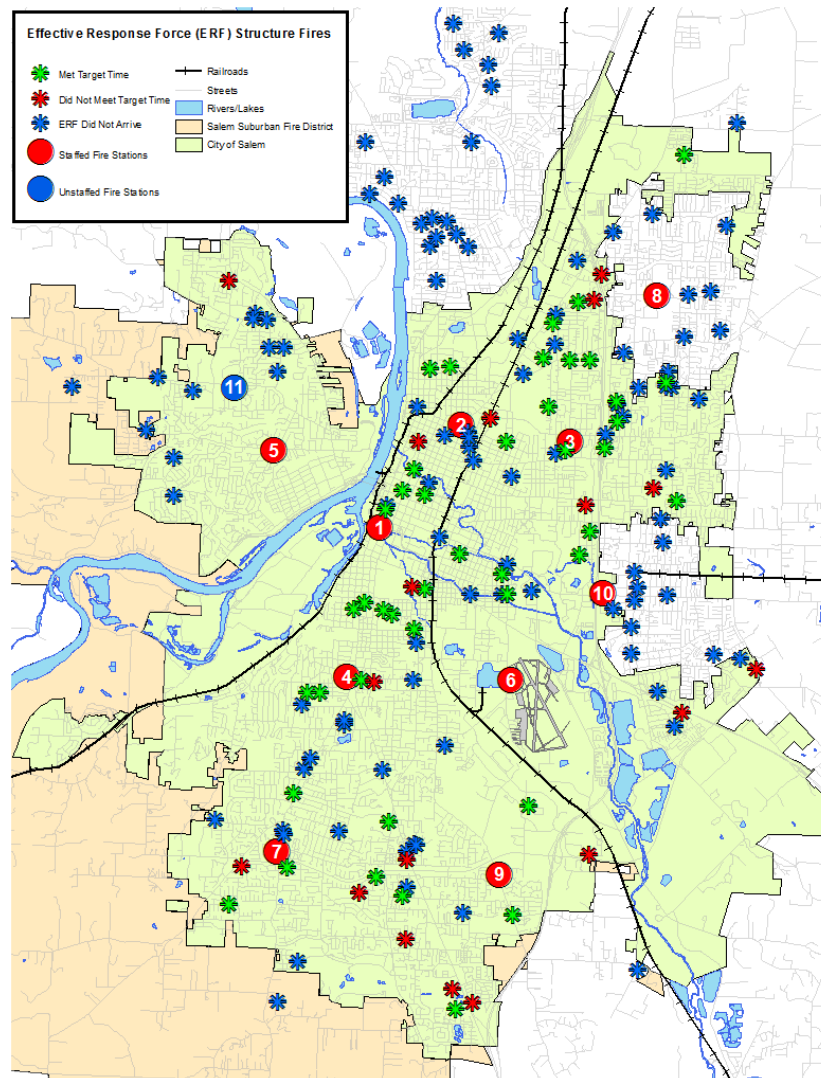 Effective Response Force (ERF) Structure Fires
Met Target Time
Did Not Meet Target Time
ERF Did Not Arrive
Staffed Fire Stations
Unstaffed Fire Stations
Railroads
Streets
Rivers/Lakes
Salem Suburban Fire District
City of Salem
8
11
2
3
5
1
10
4
6
7
9